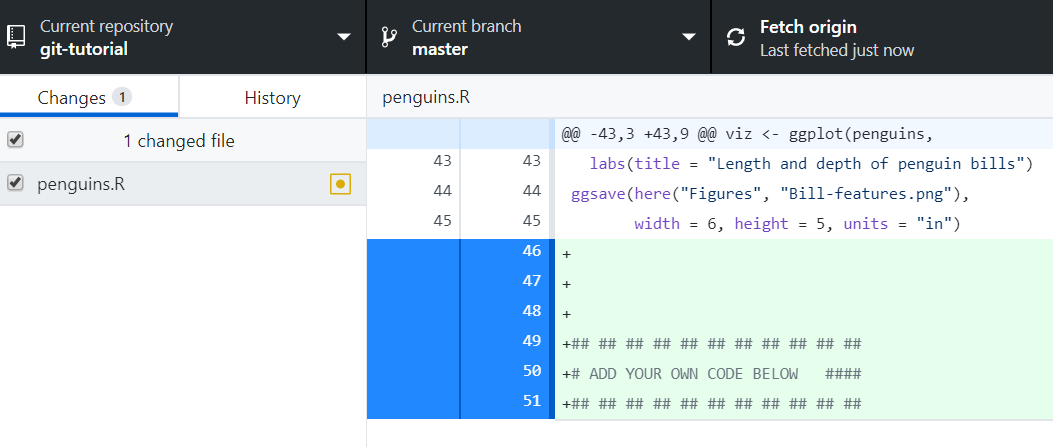 Current repository
git-tutorial
Current branch
master
Fetch origin
Last fetched just now
Changes 1
History
penguins.R
1 changed file
penguins.R
@@ -43,3 +43,9 @@ viz <- ggplot(penguins,
43 43 labs(title = "Length and depth of penguin bills")
44 44 ggsave(here("Figures", "Bill-features.png"),
45 45 width = 6, height = 5, units = "in")
46 +
47 +
48 +
49 +## ## ## ## ## ## ## ## ## ## ##
50 +# ADD YOUR OWN CODE BELOW   ####
51 +## ## ## ## ## ## ## ## ## ## ##